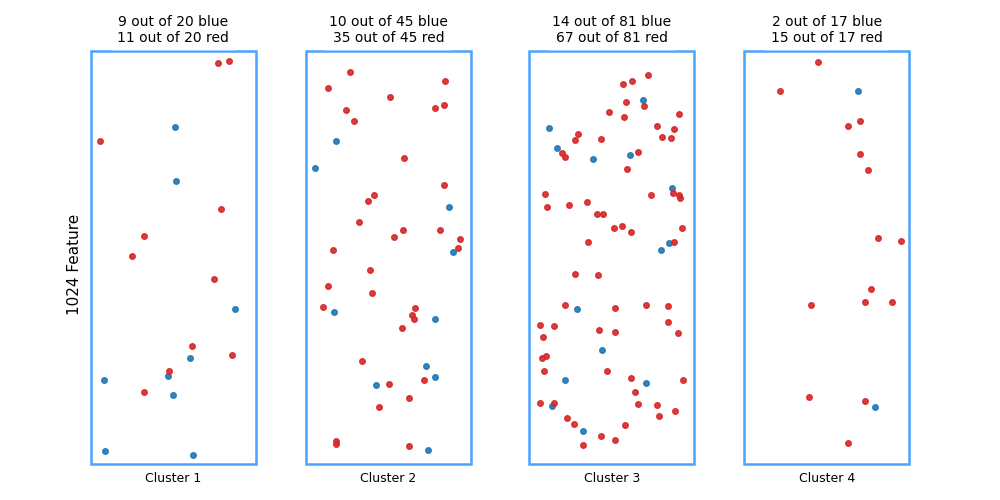 9 out of 20 blue
11 out of 20 red
10 out of 45 blue
35 out of 45 red
14 out of 81 blue
67 out of 81 red
2 out of 17 blue
15 out of 17 red
1024 Feature
Cluster 1
Cluster 2
Cluster 3
Cluster 4